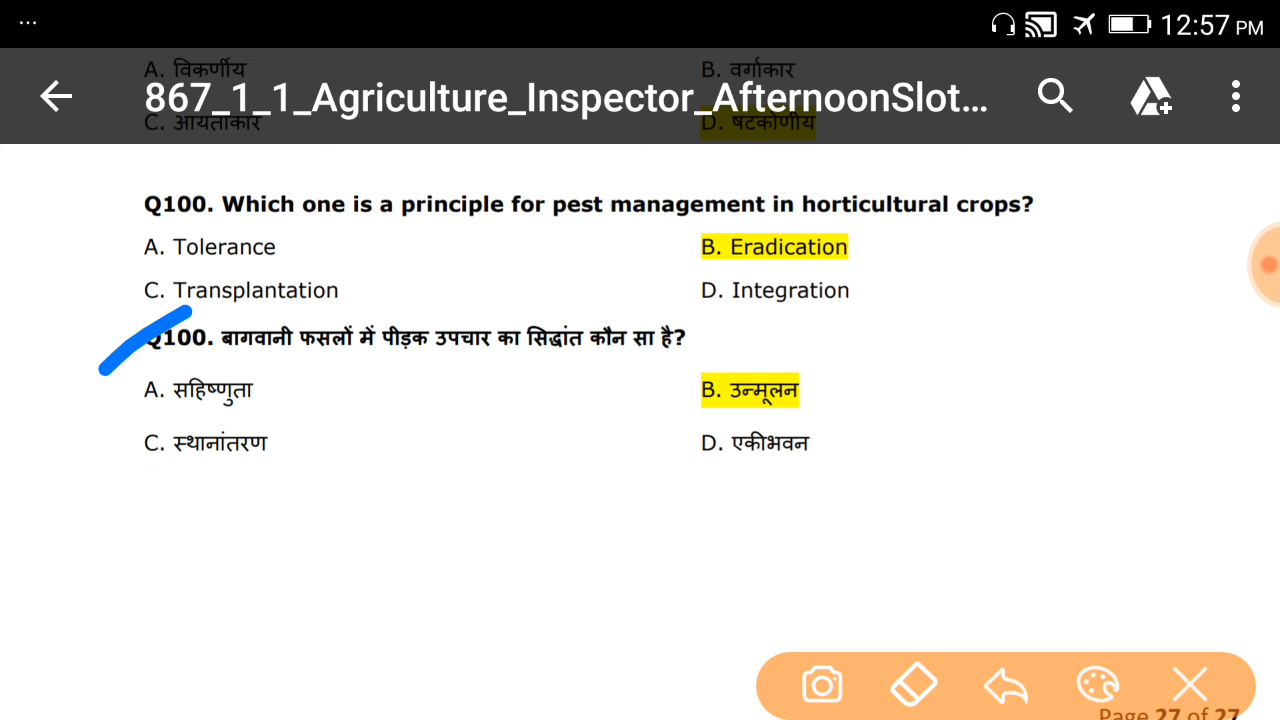 ... 12:57 PM
A. विकर्णीय B. वर्गाकार
867_1_1_Agriculture_Inspector_AfternoonSlot...
C. आयताकार D. षटकोणीय
Q100. Which one is a principle for pest management in horticultural crops?
A. Tolerance B. Eradication
C. Transplantation D. Integration
Q100. बागवानी फसलों में पीड़क उपचार का सिद्धांत कौन सा है?
A. सहिष्णुता B. उन्मूलन
C. स्थानांतरण D. एकीभवन
Page 27 of 27